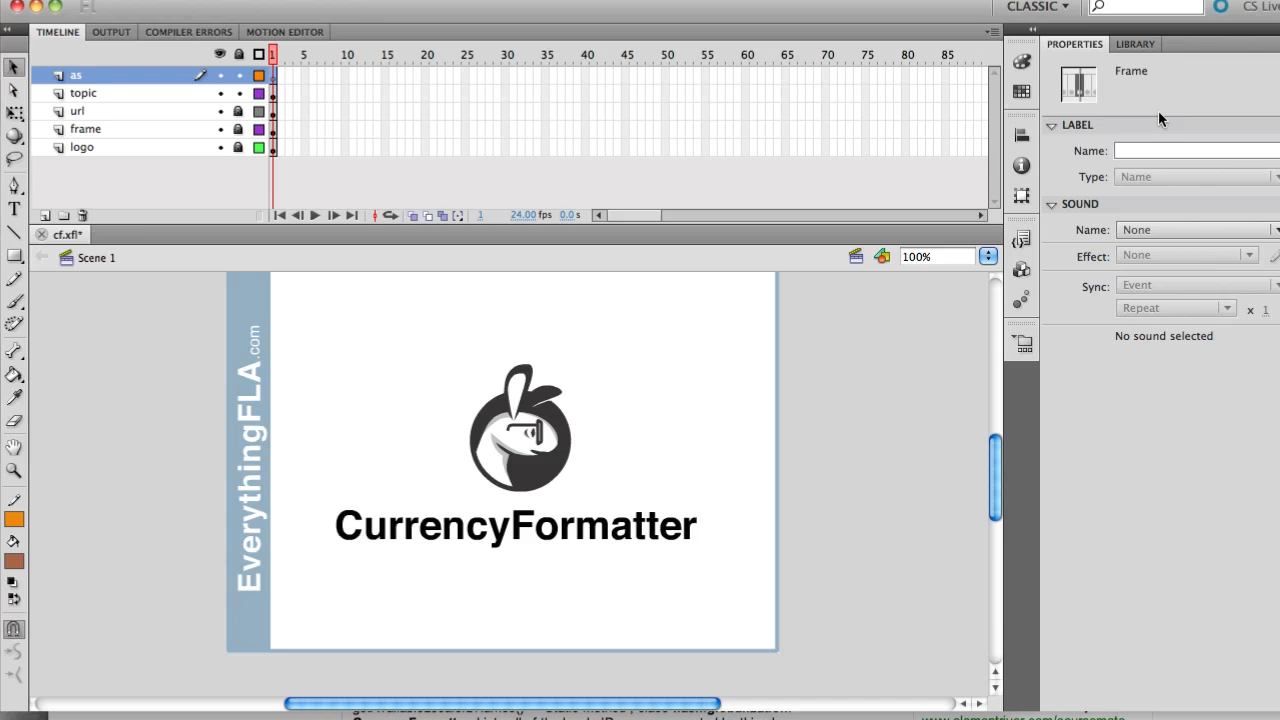 Fl
CLASSIC
CS Live
TIMELINE
OUTPUT
COMPILER ERRORS
MOTION EDITOR
PROPERTIES
LIBRARY
1 5 10 15 20 25 30 35 40 45 50 55 60 65 70 75 80 85
as
topic
url
frame
logo
Frame
LABEL
Name:
Type: Name
SOUND
Name: None
Effect: None
Sync: Event
Repeat x 1
No sound selected
1 24.00 fps 0.0 s
cf.xfl*
Scene 1
100%
EverythingFLA.com
CurrencyFormatter